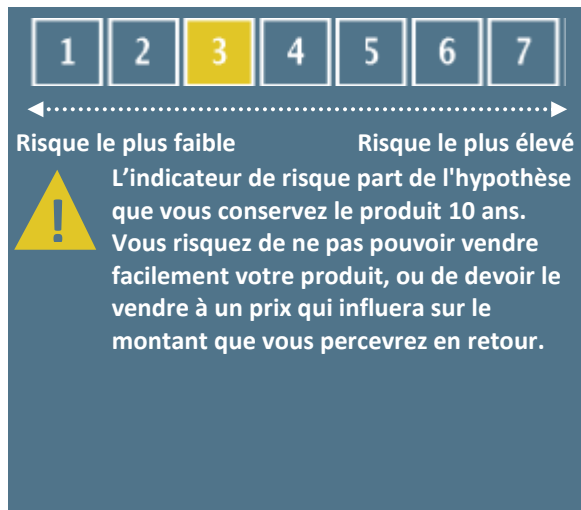 1 2 3 4 5 6 7
Risque le plus faible Risque le plus élevé
! L’indicateur de risque part de l'hypothèse
que vous conservez le produit 10 ans.
Vous risquez de ne pas pouvoir vendre
facilement votre produit, ou de devoir le
vendre à un prix qui influera sur le
montant que vous percevrez en retour.